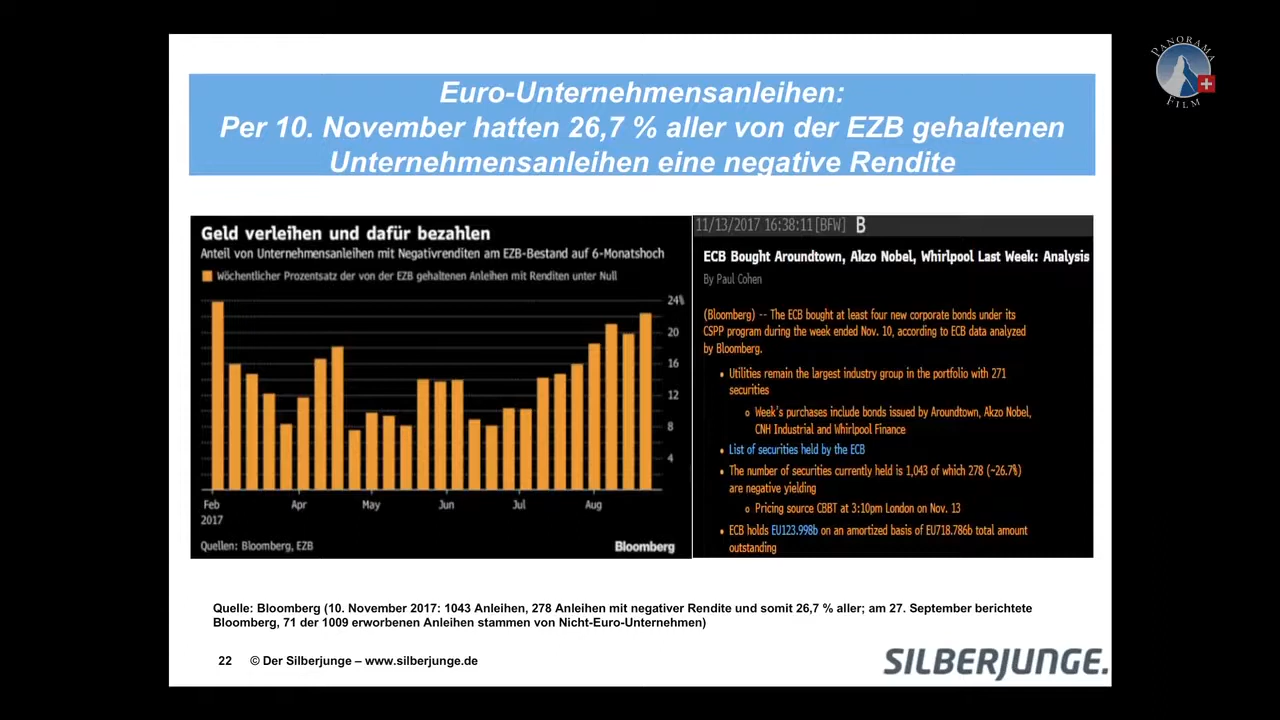 PANORAMA
FILM
Euro-Unternehmensanleihen:
Per 10. November hatten 26,7 % aller von der EZB gehaltenen
Unternehmensanleihen eine negative Rendite
Geld verleihen und dafür bezahlen
Anteil von Unternehmensanleihen mit Negativrenditen am EZB-Bestand auf 6-Monatshoch
Wöchentlicher Prozentsatz der von der EZB gehaltenen Anleihen mit Renditen unter Null
24%
20
16
12
8
4
Feb Apr May Jun Jul Aug
2017
Quellen: Bloomberg, EZB
Bloomberg
11/13/2017 16:38:11 [BFW] B
ECB Bought Aroundtown, Akzo Nobel, Whirlpool Last Week: Analysis
By Paul Cohen
(Bloomberg) -- The ECB bought at least four new corporate bonds under its
CSPP program during the week ended Nov. 10, according to ECB data analyzed
by Bloomberg.
• Utilities remain the largest industry group in the portfolio with 271
securities
o Week's purchases include bonds issued by Aroundtown, Akzo Nobel,
CNH Industrial and Whirlpool Finance
• List of securities held by the ECB
• The number of securities currently held is 1,043 of which 278 (~26.7%)
are negative yielding
o Pricing source CBBT at 3:10pm London on Nov. 13
• ECB holds EU123.998b on an amortized basis of EU718.786b total amount
outstanding
Quelle: Bloomberg (10. November 2017: 1043 Anleihen, 278 Anleihen mit negativer Rendite und somit 26,7 % aller; am 27. September berichtete
Bloomberg, 71 der 1009 erworbenen Anleihen stammen von Nicht-Euro-Unternehmen)
22 © Der Silberjunge – www.silberjunge.de
SILBERJUNGE.